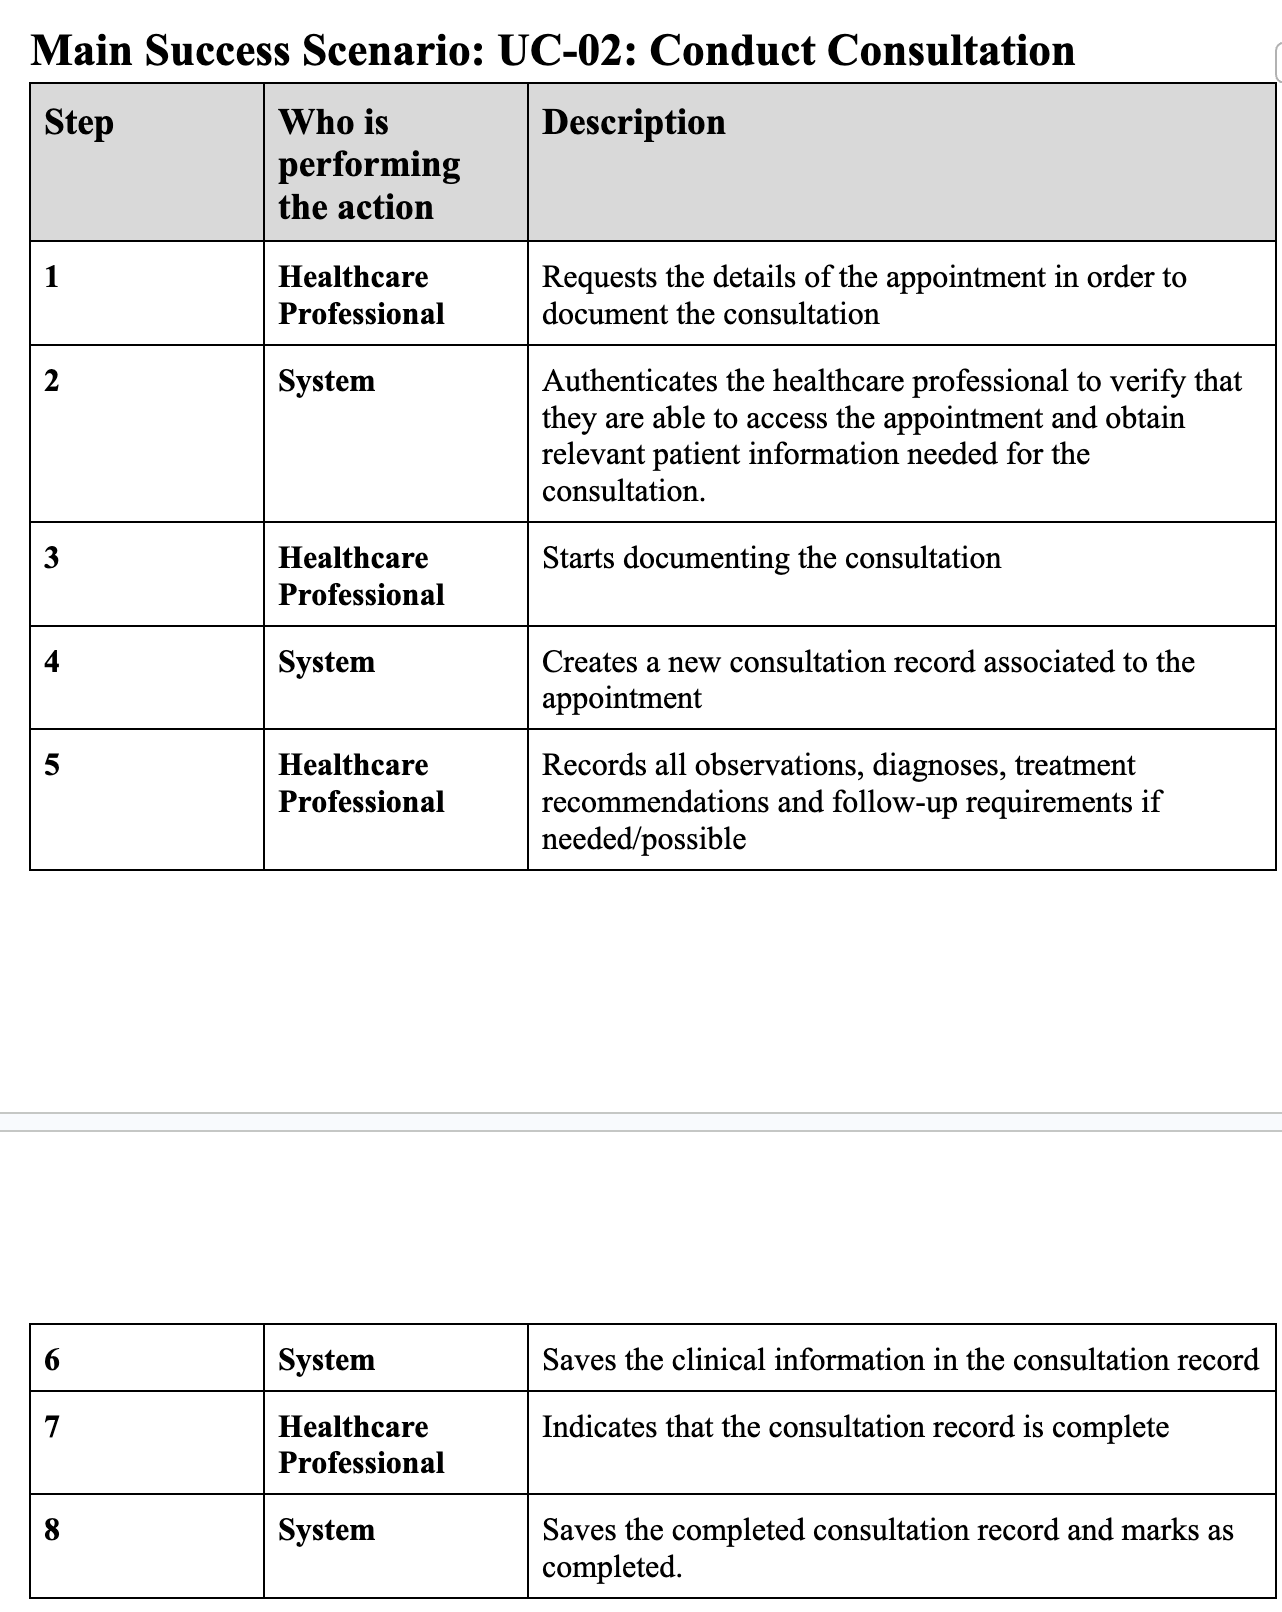 Main Success Scenario: UC-02: Conduct Consultation
Step
Who is
performing
the action
Description
1
Healthcare
Professional
Requests the details of the appointment in order to
document the consultation
2
System
Authenticates the healthcare professional to verify that
they are able to access the appointment and obtain
relevant patient information needed for the
consultation.
3
Healthcare
Professional
Starts documenting the consultation
4
System
Creates a new consultation record associated to the
appointment
5
Healthcare
Professional
Records all observations, diagnoses, treatment
recommendations and follow-up requirements if
needed/possible
6
System
Saves the clinical information in the consultation record
7
Healthcare
Professional
Indicates that the consultation record is complete
8
System
Saves the completed consultation record and marks as
completed.